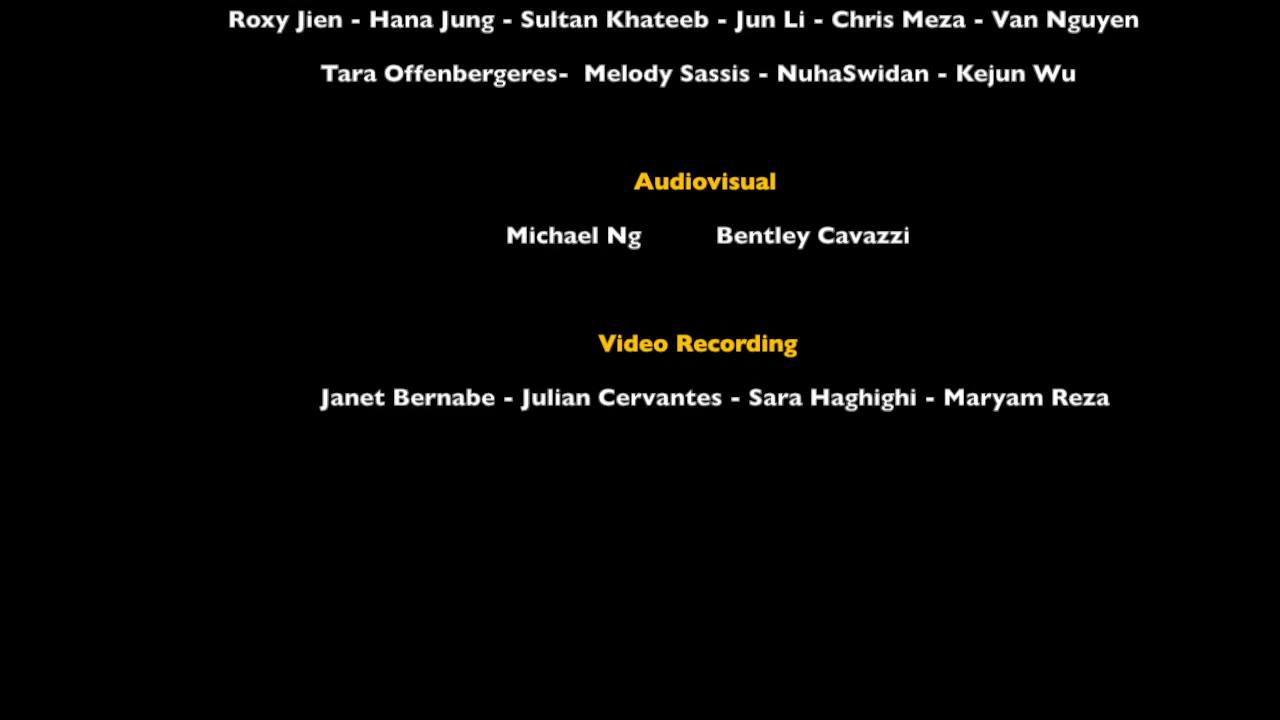 Roxy Jien - Hana Jung - Sultan Khateeb - Jun Li - Chris Meza - Van Nguyen
Tara Offenbergeres-  Melody Sassis - NuhaSwidan - Kejun Wu
Audiovisual
Michael Ng Bentley Cavazzi
Video Recording
Janet Bernabe - Julian Cervantes - Sara Haghighi - Maryam Reza